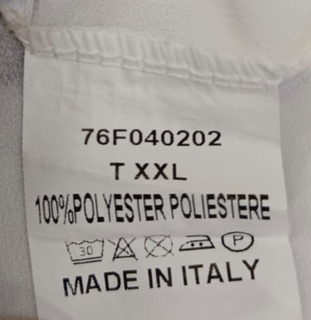 76F040202
T XXL
100%POLYESTER POLIESTERE
30 P
MADE IN ITALY